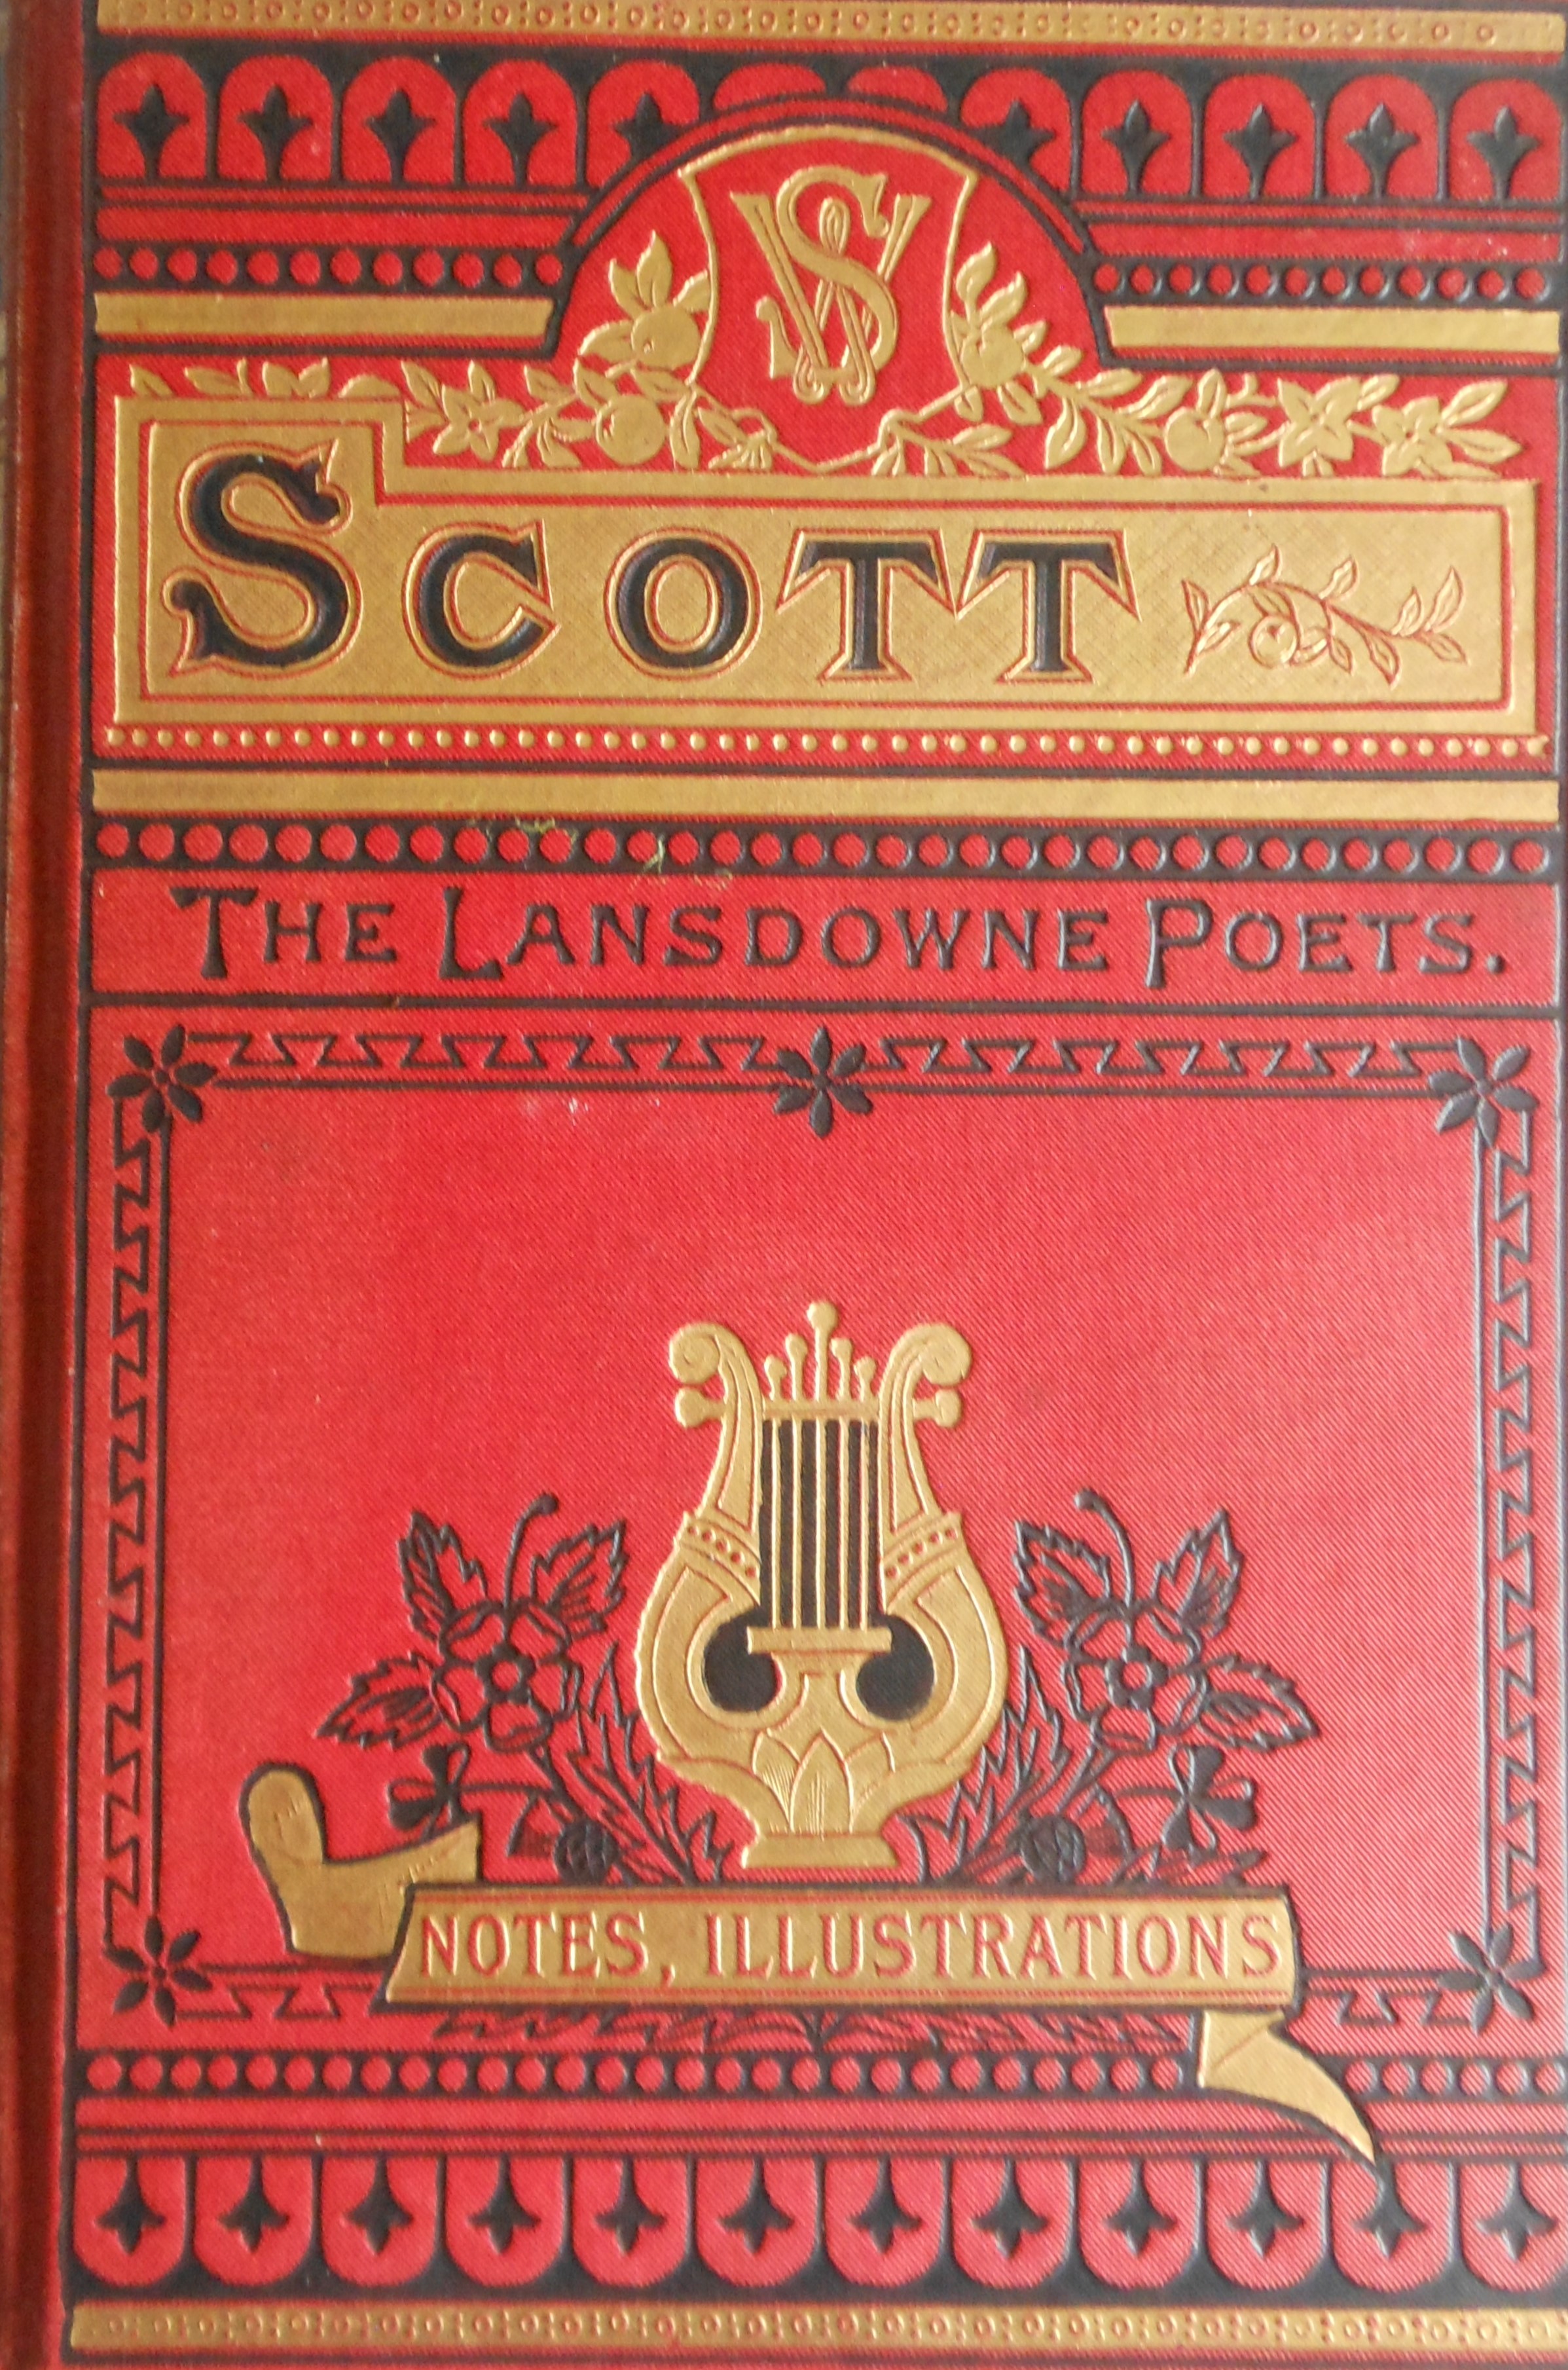 WS
SCOTT
THE LANSDOWNE POETS.
NOTES, ILLUSTRATIONS